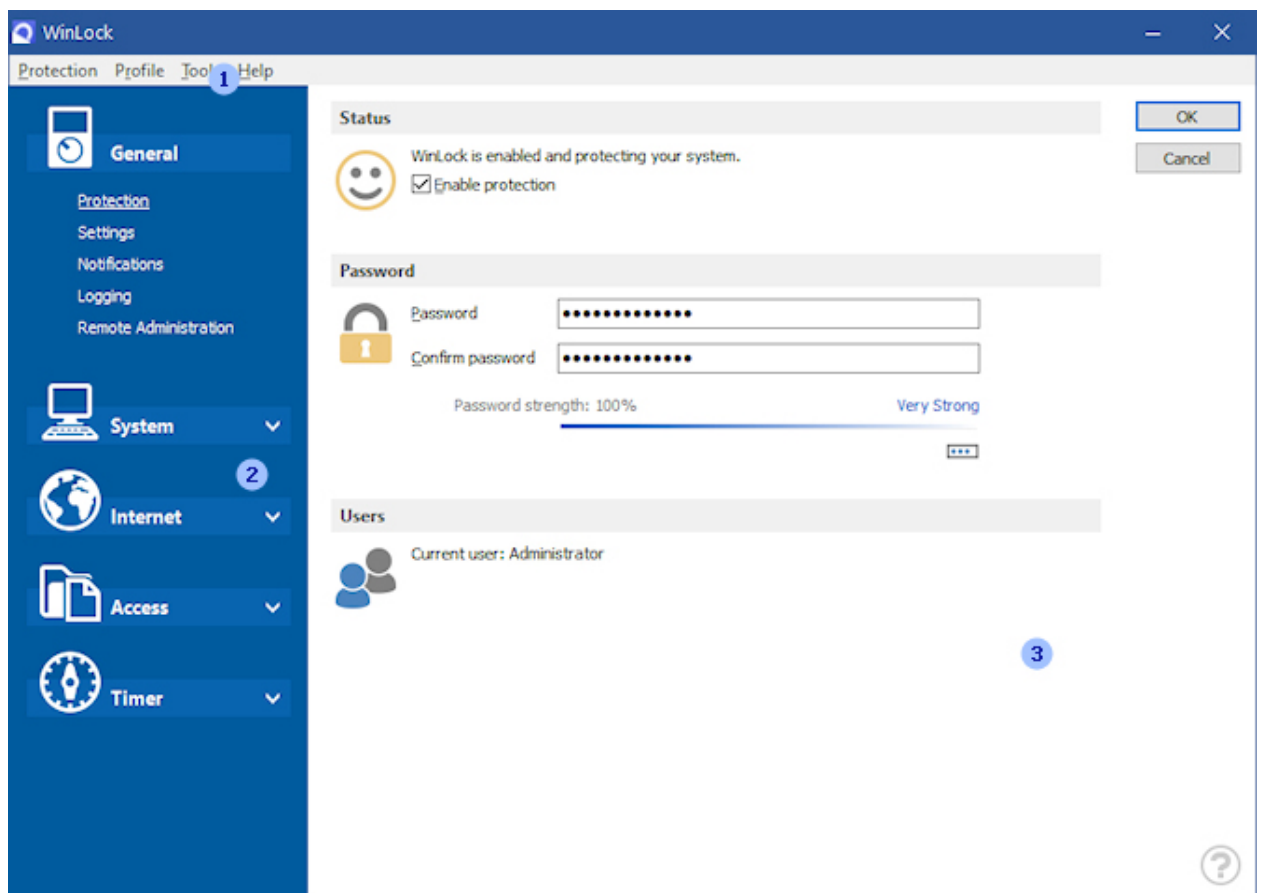 WinLock
Protection Profile Tool Help
1
General
Protection
Settings
Notifications
Logging
Remote Administration
System
2
Internet
Access
Timer
Status
WinLock is enabled and protecting your system.
Enable protection
Password
Password •••••••••••••
Confirm password •••••••••••••
Password strength: 100% Very Strong
Users
Current user: Administrator
3
OK
Cancel
?